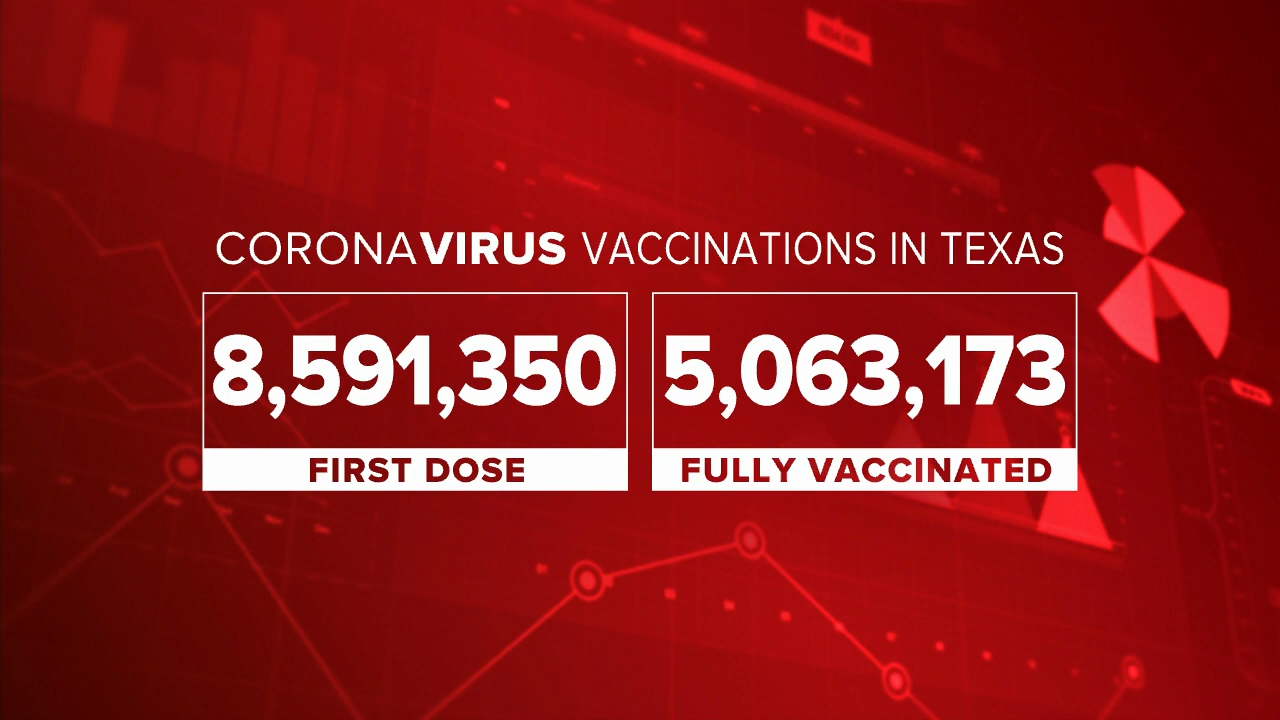 CORONAVIRUS VACCINATIONS IN TEXAS
8,591,350 5,063,173
FIRST DOSE FULLY VACCINATED